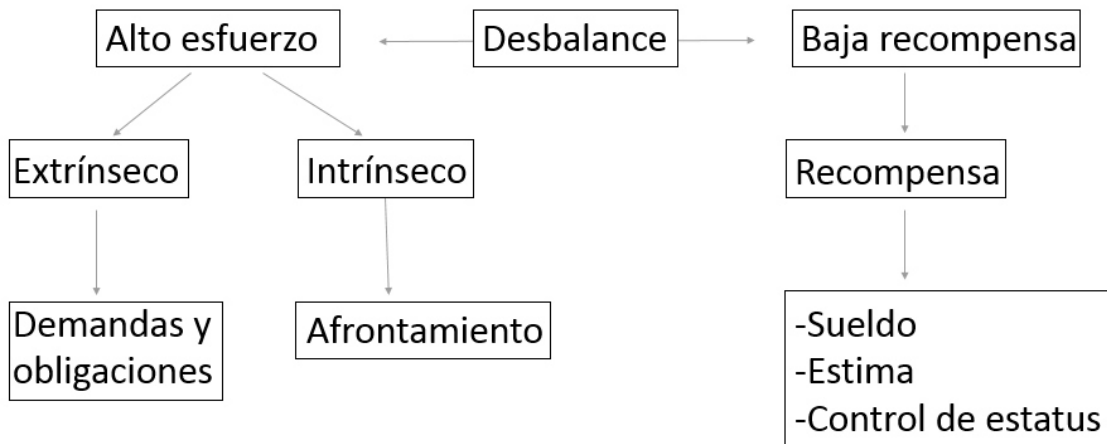 Alto esfuerzo
Desbalance
Baja recompensa
Extrínseco
Intrínseco
Recompensa
Demandas y
obligaciones
Afrontamiento
-Sueldo
-Estima
-Control de estatus